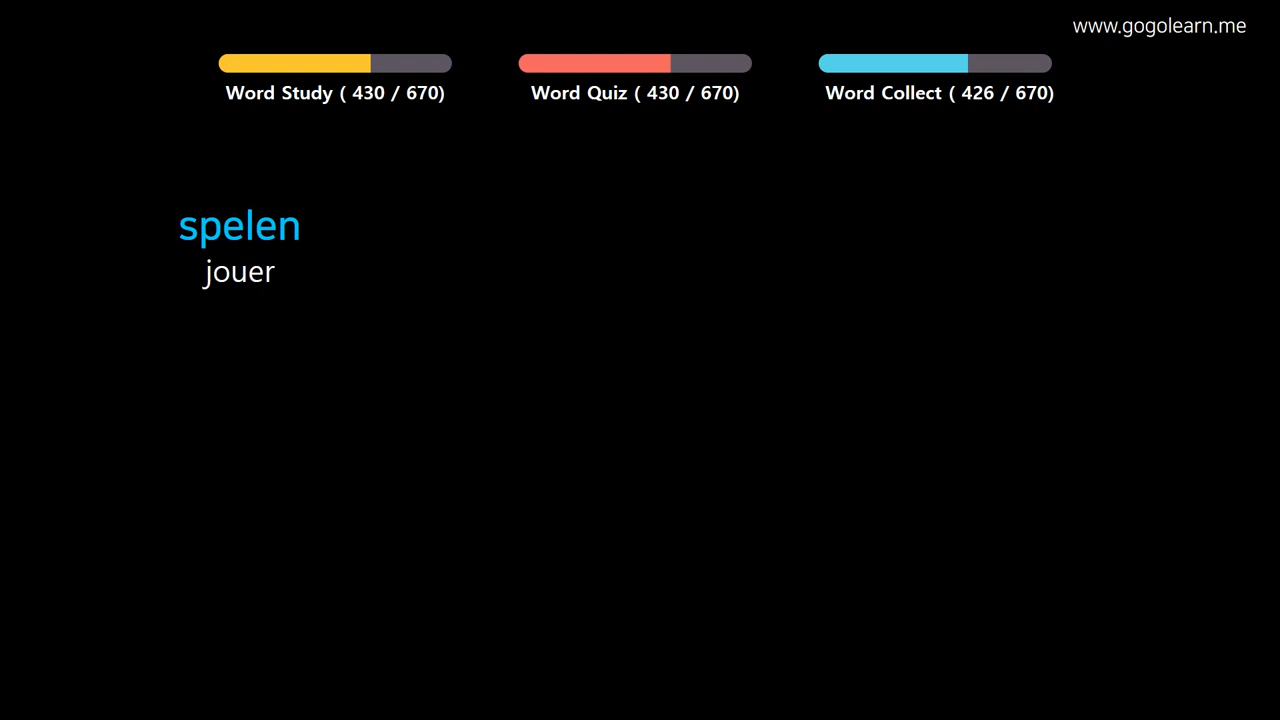 www.gogolearn.me
Word Study ( 430 / 670)
Word Quiz ( 430 / 670)
Word Collect ( 426 / 670)
spelen
jouer